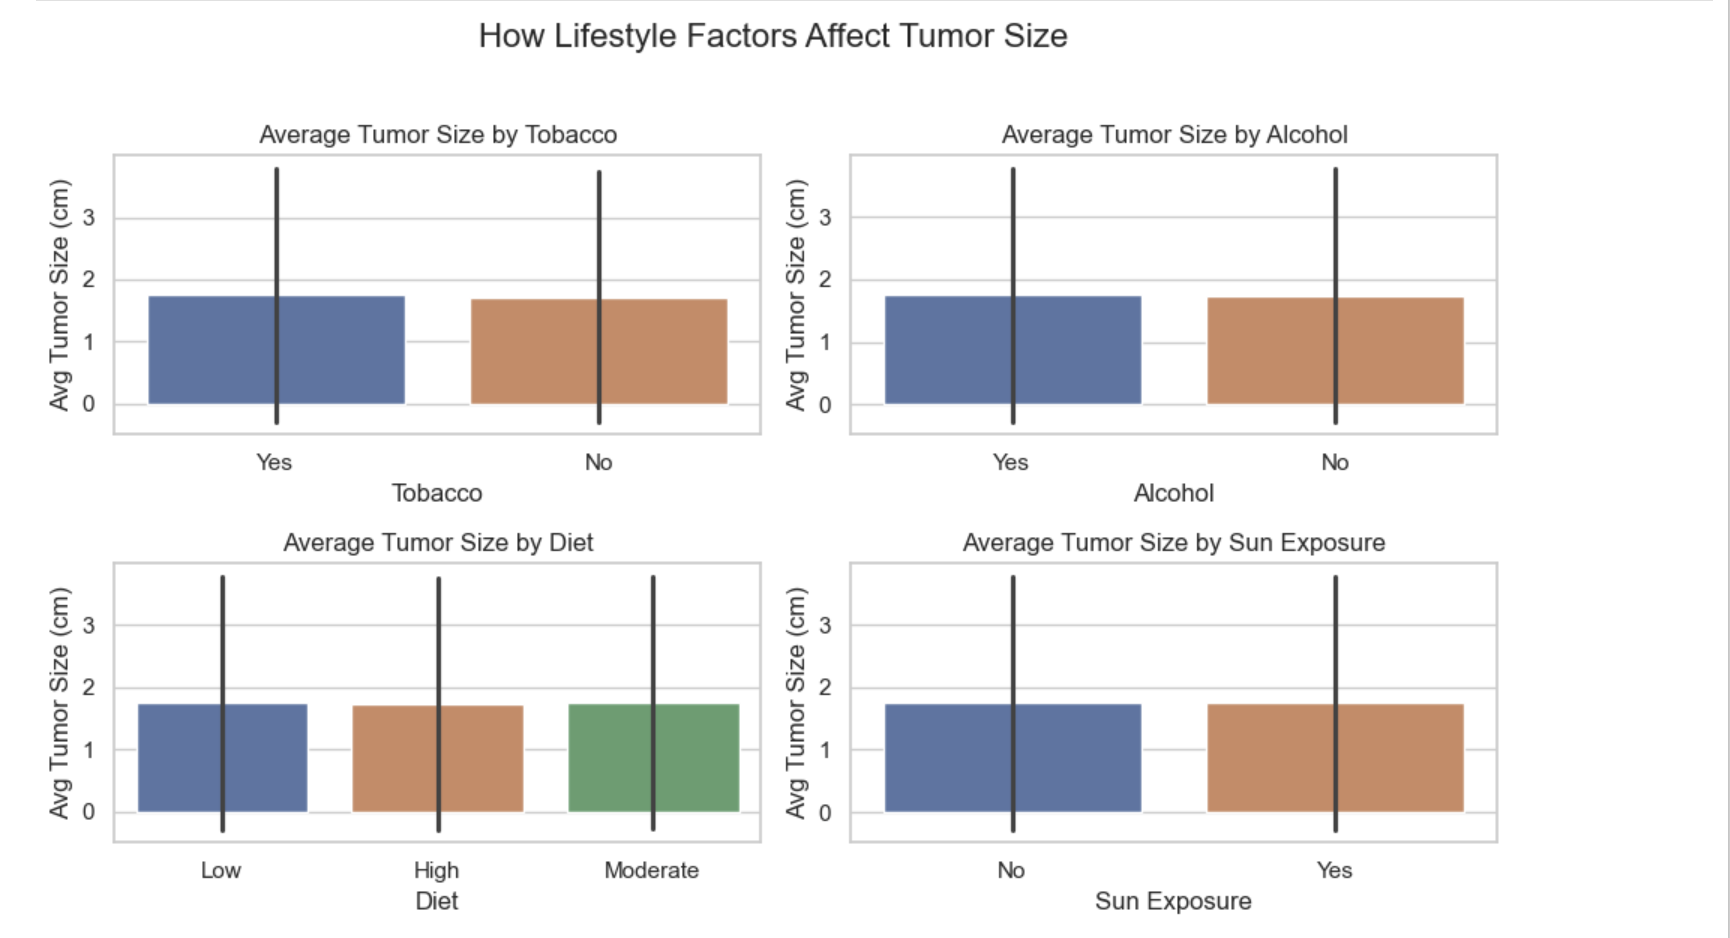 How Lifestyle Factors Affect Tumor Size
Average Tumor Size by Tobacco
Avg Tumor Size (cm)
3
2
1
0
Yes No
Tobacco
Average Tumor Size by Alcohol
Avg Tumor Size (cm)
3
2
1
0
Yes No
Alcohol
Average Tumor Size by Diet
Avg Tumor Size (cm)
3
2
1
0
Low High Moderate
Diet
Average Tumor Size by Sun Exposure
Avg Tumor Size (cm)
3
2
1
0
No Yes
Sun Exposure